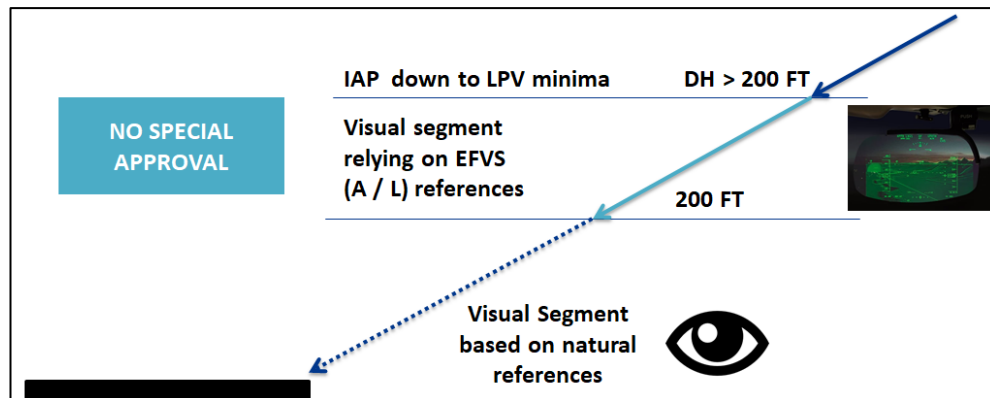 IAP down to LPV minima
DH > 200 FT
NO SPECIAL
APPROVAL
Visual segment
relying on EFVS
(A / L) references
200 FT
Visual Segment
based on natural
references